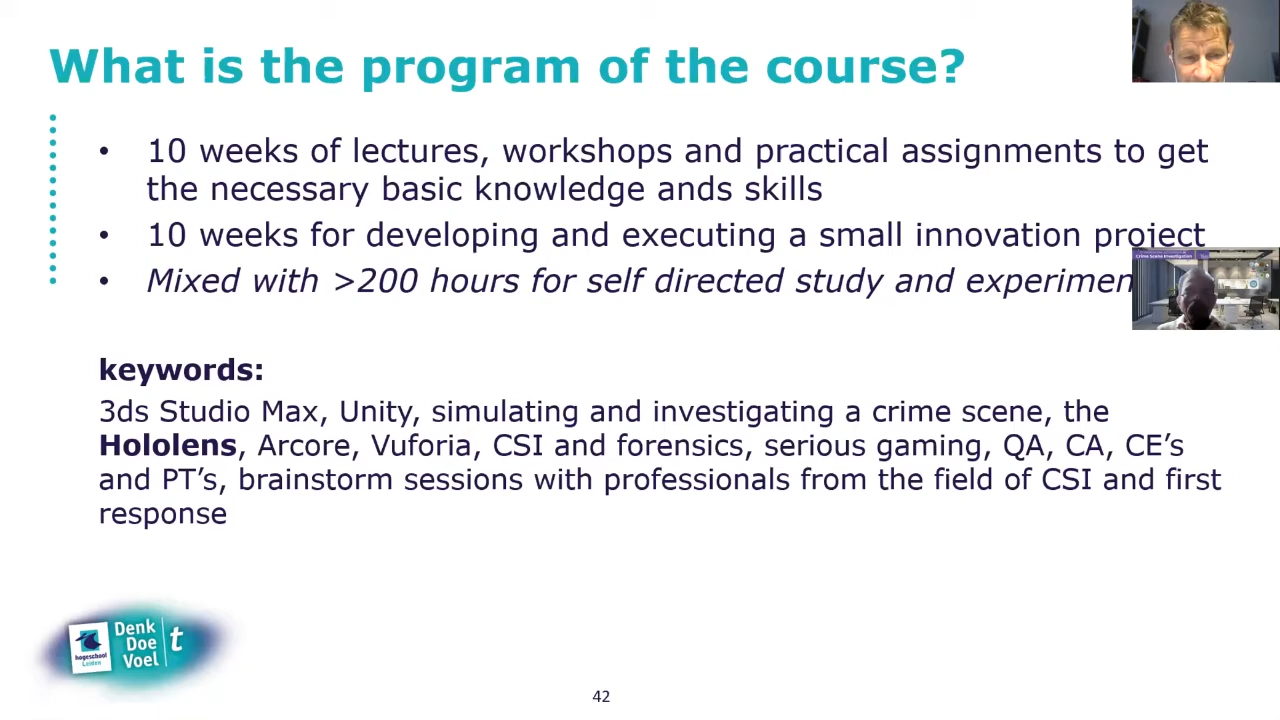 What is the program of the course?
• 10 weeks of lectures, workshops and practical assignments to get
the necessary basic knowledge ands skills
• 10 weeks for developing and executing a small innovation project
• Mixed with >200 hours for self directed study and experimen
Crime Scene Investigation
keywords:
3ds Studio Max, Unity, simulating and investigating a crime scene, the
Hololens, Arcore, Vuforia, CSI and forensics, serious gaming, QA, CA, CE’s
and PT’s, brainstorm sessions with professionals from the field of CSI and first
response
hogeschool
Leiden
Denk
Doe
Voel
t
42